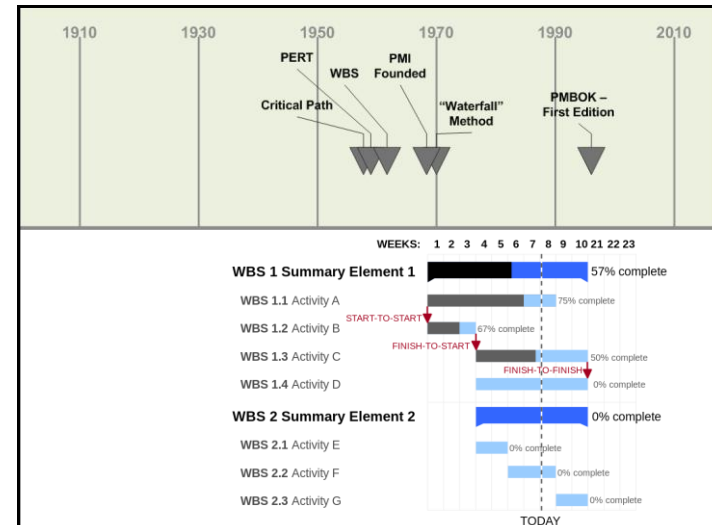 1910 1930 1950 1970 1990 2010
PERT
WBS
PMI
Founded
Critical Path
“Waterfall”
Method
PMBOK –
First Edition
WEEKS: 1 2 3 4 5 6 7 8 9 10 21 22 23
WBS 1 Summary Element 1 57% complete
WBS 1.1 Activity A 75% complete
START-TO-START
WBS 1.2 Activity B 67% complete
FINISH-TO-START
WBS 1.3 Activity C 50% complete
FINISH-TO-FINISH
WBS 1.4 Activity D 0% complete
WBS 2 Summary Element 2 0% complete
WBS 2.1 Activity E 0% complete
WBS 2.2 Activity F 0% complete
WBS 2.3 Activity G 0% complete
TODAY